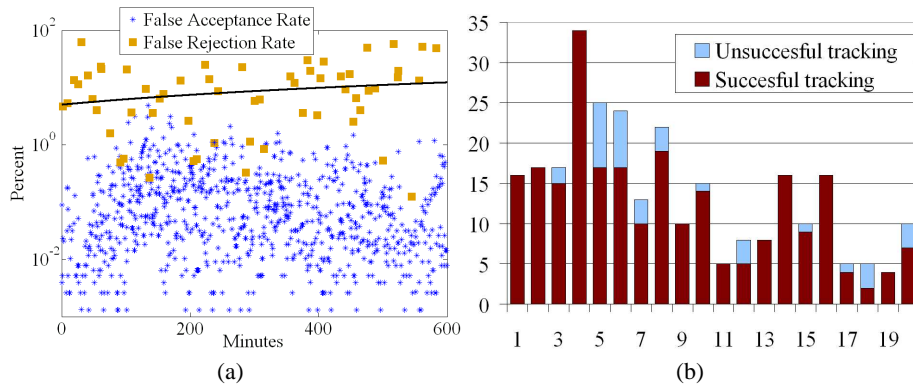 False Acceptance Rate
False Rejection Rate
10^2
10^0
10^-2
Percent
0
200
400
600
Minutes
(a)
Unsuccesful tracking
Succesful tracking
35
30
25
20
15
10
5
0
1 3 5 7 9 11 13 15 17 19
(b)